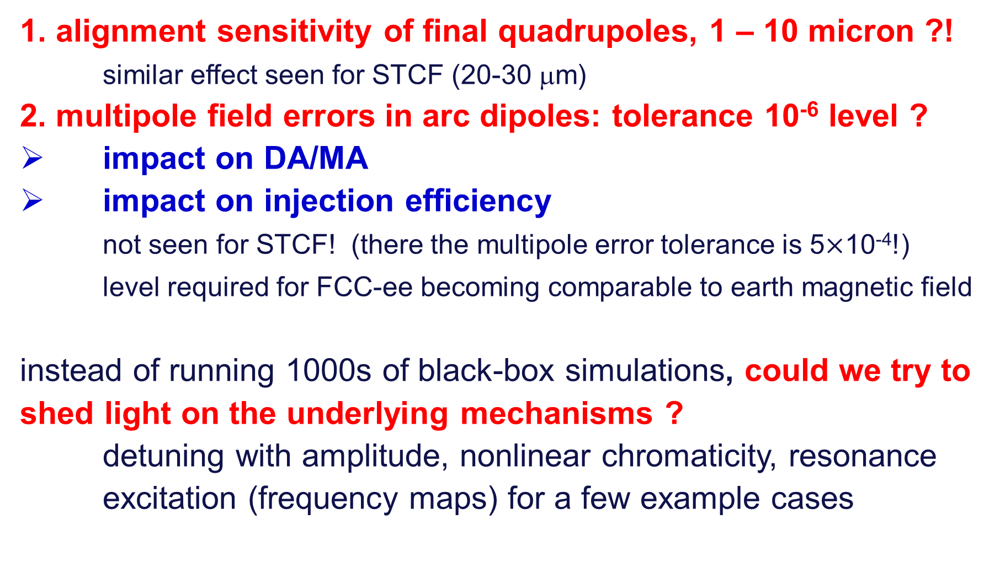 1. alignment sensitivity of final quadrupoles, 1 – 10 micron ?!
similar effect seen for STCF (20-30 μm)
2. multipole field errors in arc dipoles: tolerance 10⁻⁶ level ?
➢ impact on DA/MA
➢ impact on injection efficiency
not seen for STCF! (there the multipole error tolerance is 5×10⁻⁴!)
level required for FCC-ee becoming comparable to earth magnetic field
instead of running 1000s of black-box simulations, could we try to
shed light on the underlying mechanisms ?
detuning with amplitude, nonlinear chromaticity, resonance
excitation (frequency maps) for a few example cases